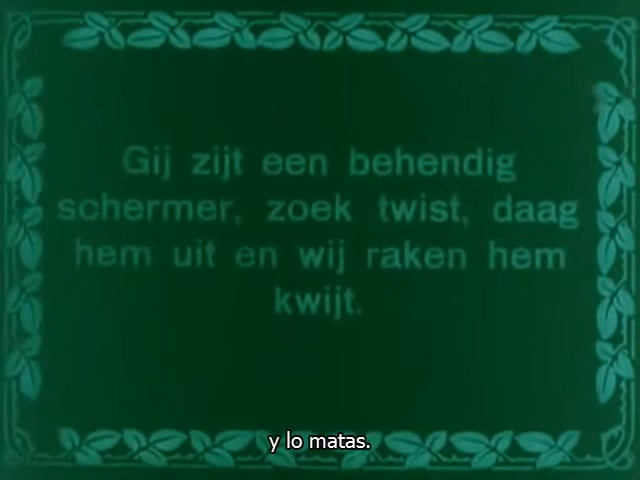 Gij zijt een behendig
schermer, zoek twist, daag
hem uit en wij raken hem
kwijt.
y lo matas.